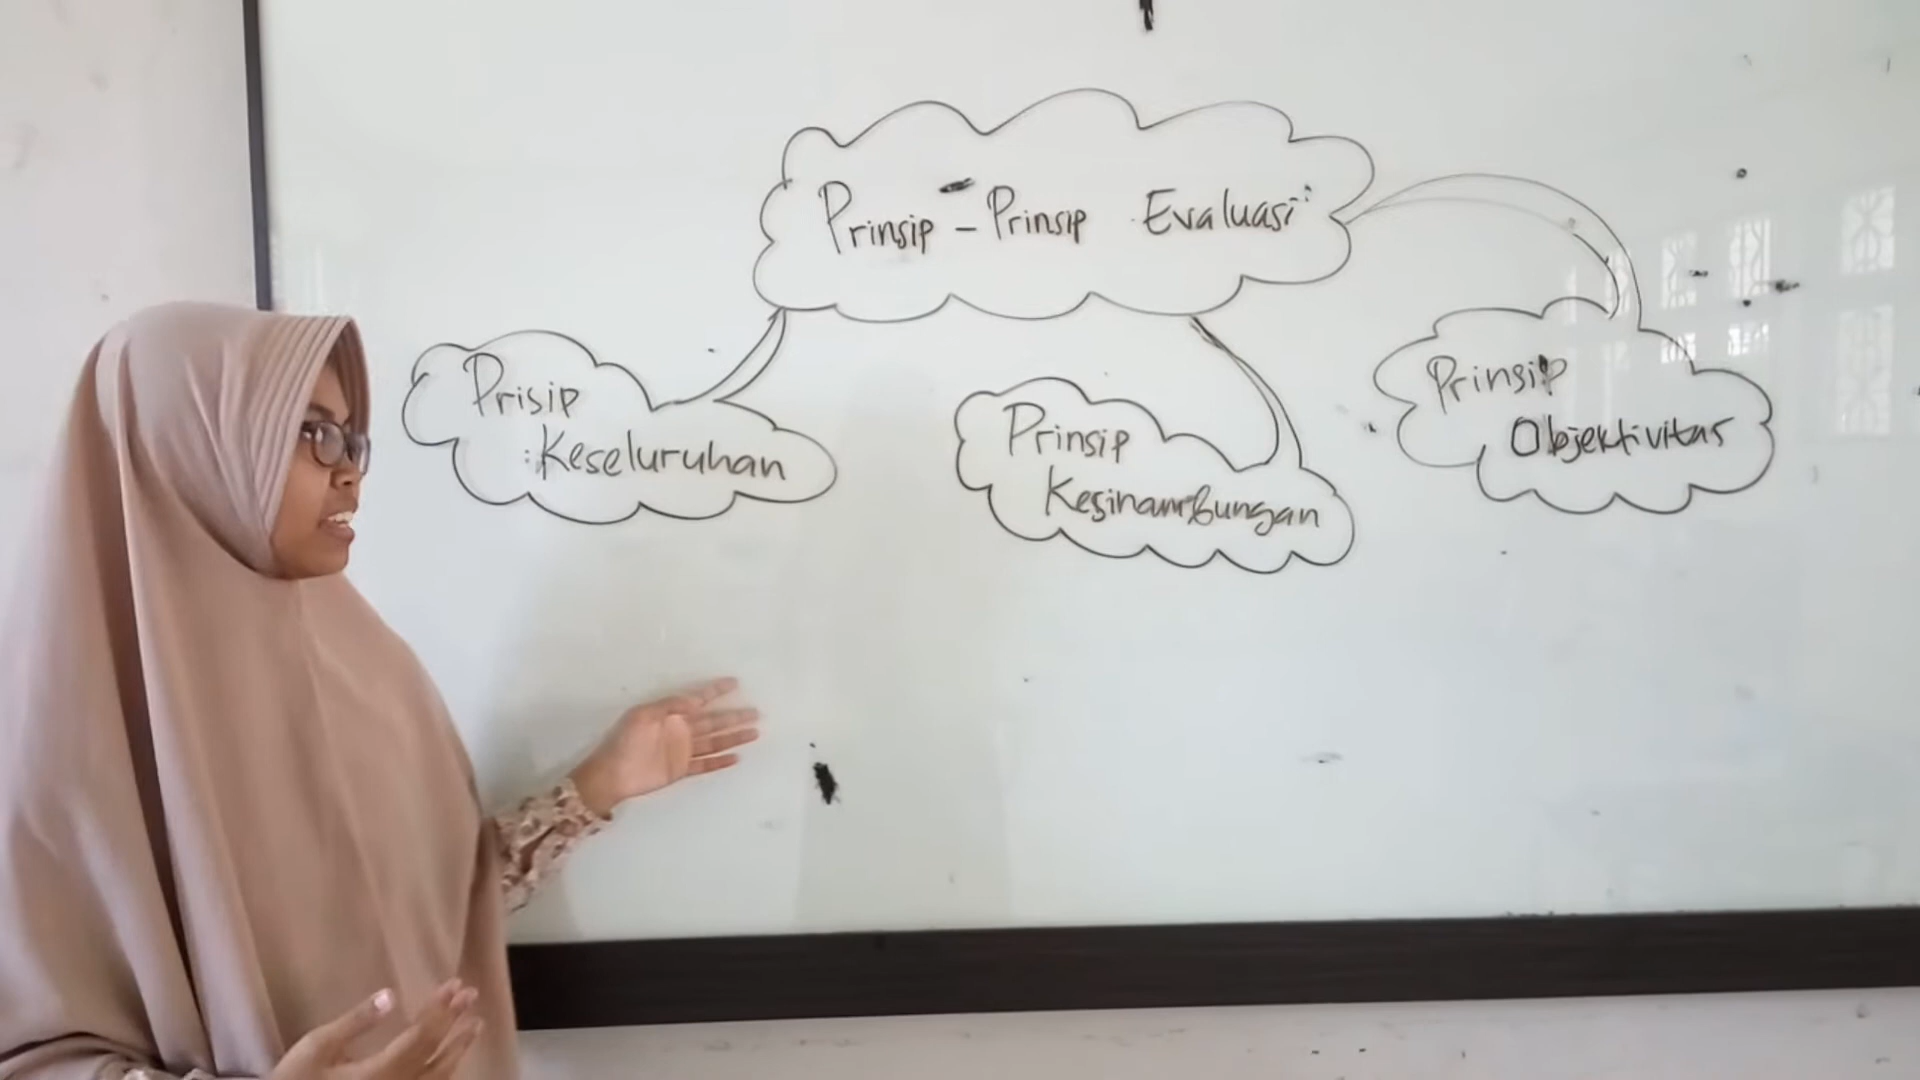 Prinsip - Prinsip Evaluasi
Prisip
Keseluruhan
Prinsip
Kesinambungan
Prinsip
Objektivitas